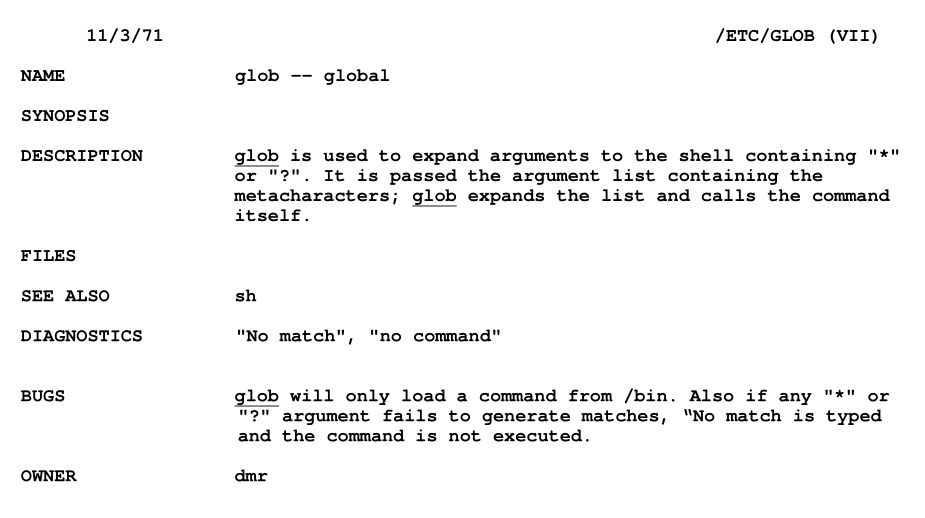 11/3/71 /ETC/GLOB (VII)
NAME glob -- global
SYNOPSIS
DESCRIPTION glob is used to expand arguments to the shell containing "*"
or "?". It is passed the argument list containing the
metacharacters; glob expands the list and calls the command
itself.
FILES
SEE ALSO sh
DIAGNOSTICS "No match", "no command"
BUGS glob will only load a command from /bin. Also if any "*" or
"?" argument fails to generate matches, “No match is typed
and the command is not executed.
OWNER dmr